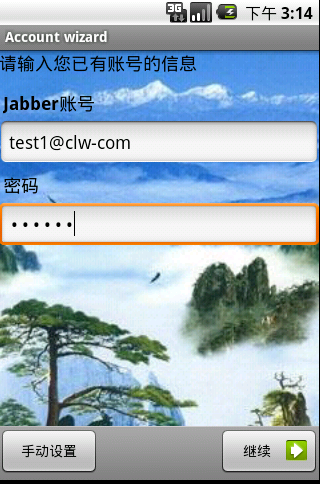 3G
下午 3:14
Account wizard
请输入您已有账号的信息
Jabber账号
test1@clw-com
密码
••••••
手动设置
继续